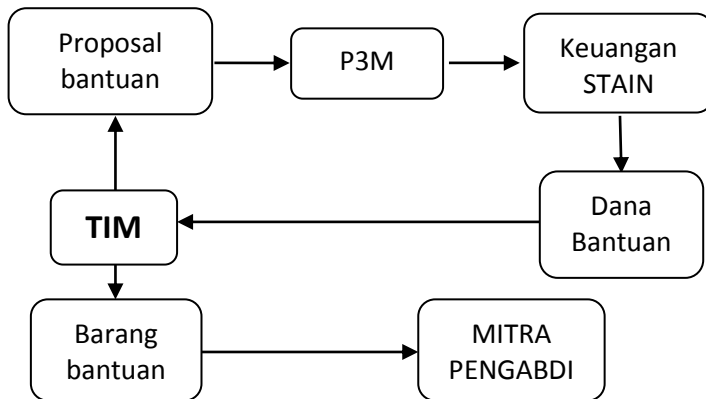 Proposal
bantuan
P3M
Keuangan
STAIN
TIM
Dana
Bantuan
Barang
bantuan
MITRA
PENGABDI